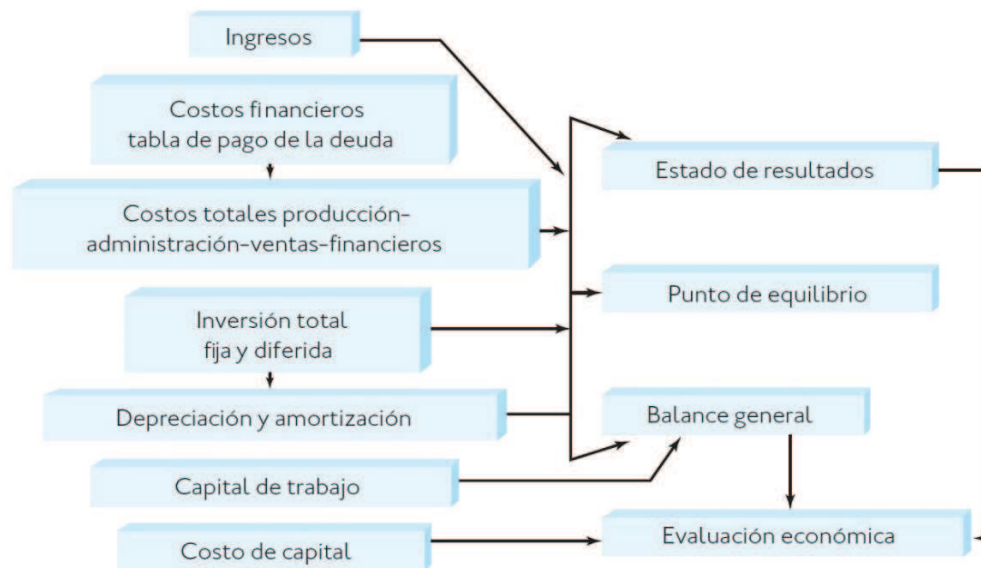 Ingresos
Costos financieros
tabla de pago de la deuda
Costos totales producción-
administración-ventas-financieros
Inversión total
fija y diferida
Depreciación y amortización
Capital de trabajo
Costo de capital
Estado de resultados
Punto de equilibrio
Balance general
Evaluación económica